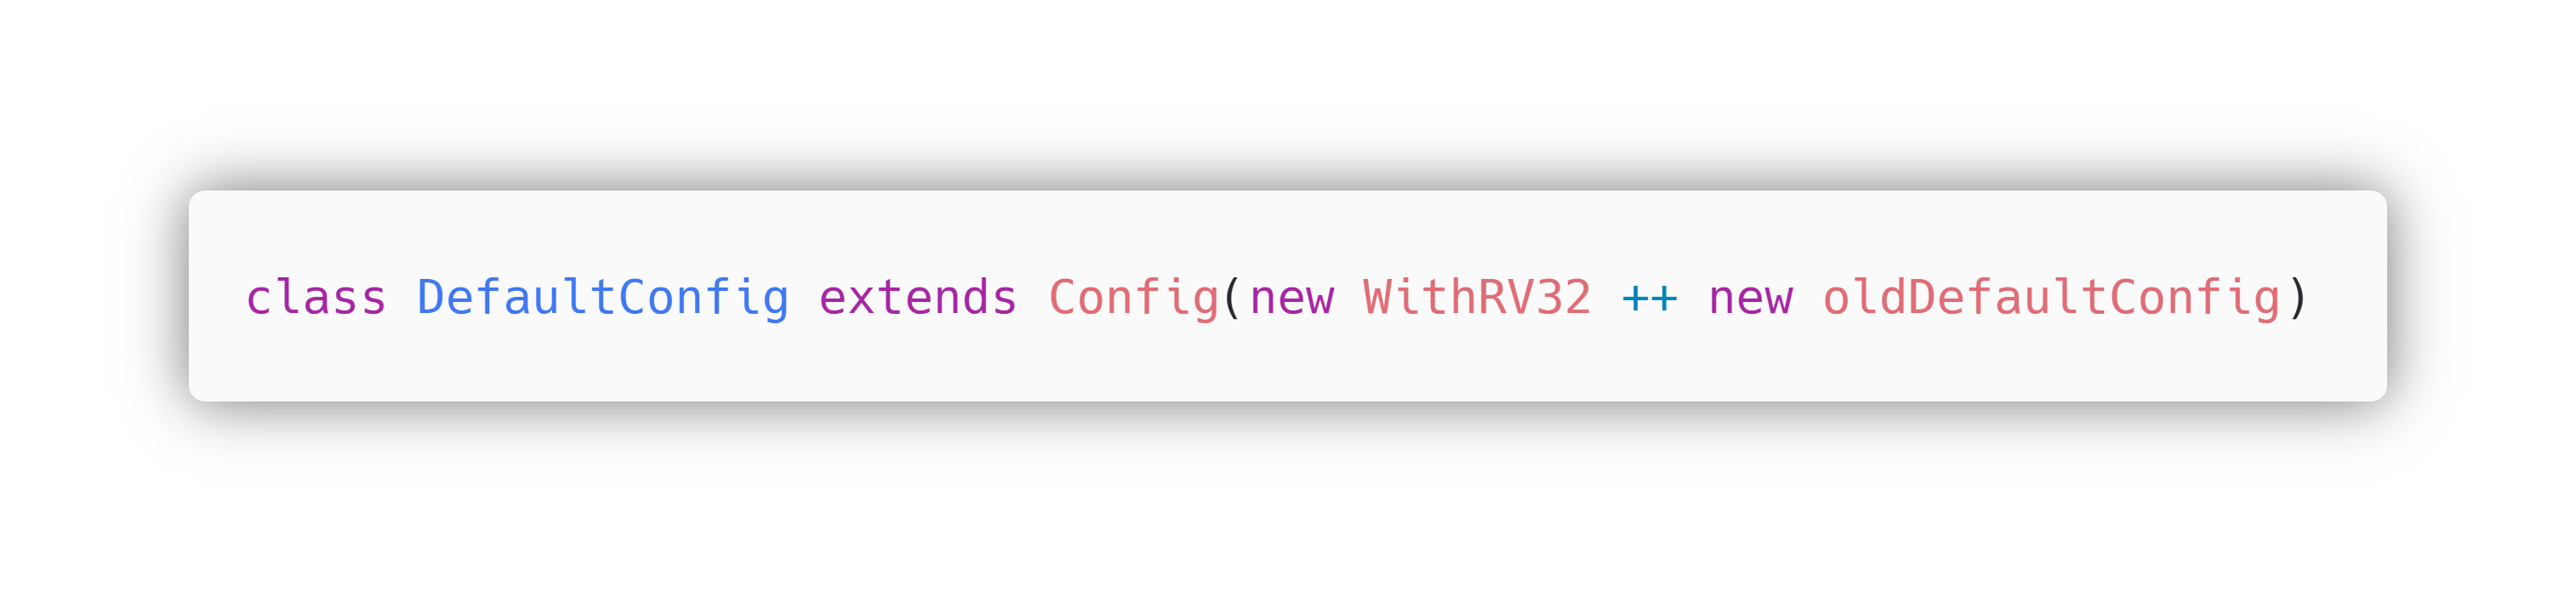 class DefaultConfig extends Config(new WithRV32 ++ new oldDefaultConfig)